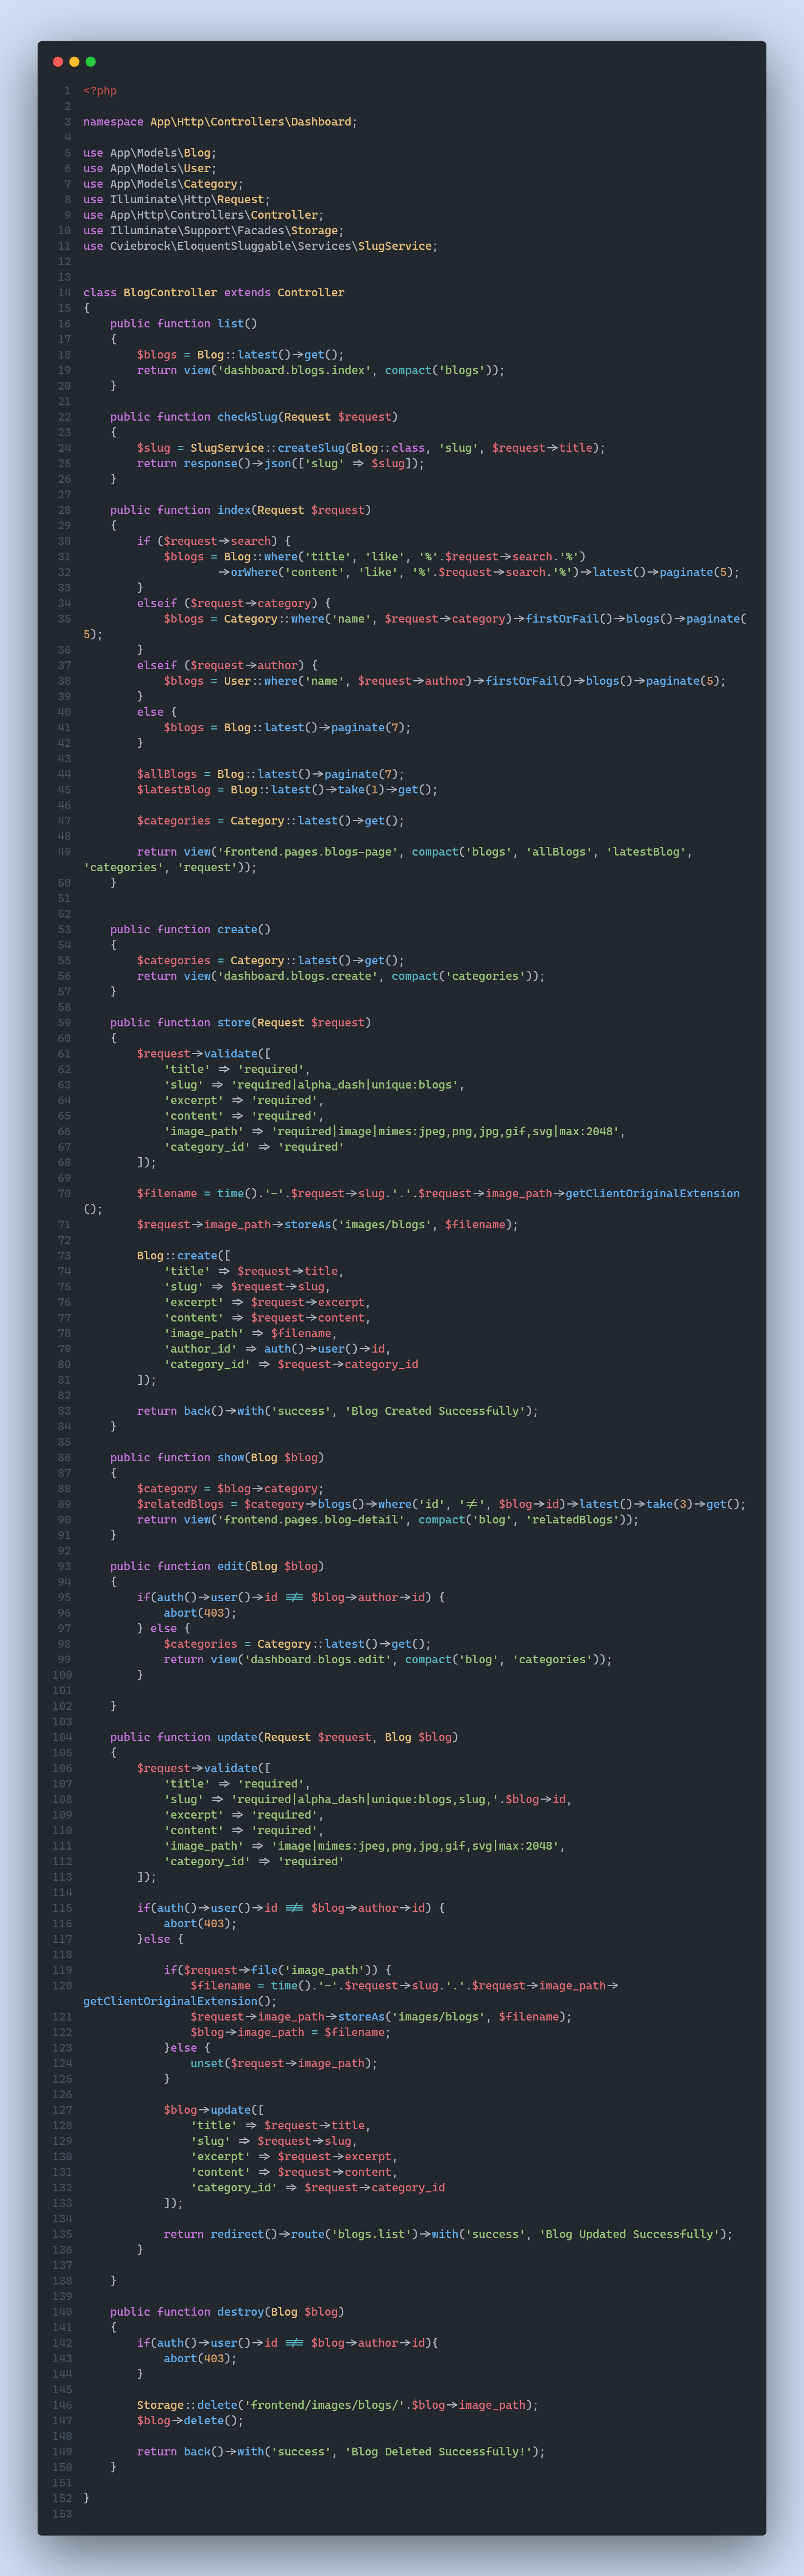 1 <?php
2
3 namespace App\Http\Controllers\Dashboard;
4
5 use App\Models\Blog;
6 use App\Models\User;
7 use App\Models\Category;
8 use Illuminate\Http\Request;
9 use App\Http\Controllers\Controller;
10 use Illuminate\Support\Facades\Storage;
11 use Cviebrock\EloquentSluggable\Services\SlugService;
12
13
14 class BlogController extends Controller
15 {
16     public function list()
17     {
18         $blogs = Blog::latest()->get();
19         return view('dashboard.blogs.index', compact('blogs'));
20     }
21
22     public function checkSlug(Request $request)
23     {
24         $slug = SlugService::createSlug(Blog::class, 'slug', $request->title);
25         return response()->json(['slug' => $slug]);
26     }
27
28     public function index(Request $request)
29     {
30         if ($request->search) {
31             $blogs = Blog::where('title', 'like', '%'.$request->search.'%')
32                     ->orWhere('content', 'like', '%'.$request->search.'%')->latest()->paginate(5);
33         }
34         elseif ($request->category) {
35             $blogs = Category::where('name', $request->category)->firstOrFail()->blogs()->paginate(
5);
36         }
37         elseif ($request->author) {
38             $blogs = User::where('name', $request->author)->firstOrFail()->blogs()->paginate(5);
39         }
40         else {
41             $blogs = Blog::latest()->paginate(7);
42         }
43
44         $allBlogs = Blog::latest()->paginate(7);
45         $latestBlog = Blog::latest()->take(1)->get();
46
47         $categories = Category::latest()->get();
48
49         return view('frontend.pages.blogs-page', compact('blogs', 'allBlogs', 'latestBlog',
'categories', 'request'));
50     }
51
52
53     public function create()
54     {
55         $categories = Category::latest()->get();
56         return view('dashboard.blogs.create', compact('categories'));
57     }
58
59     public function store(Request $request)
60     {
61         $request->validate([
62             'title' => 'required',
63             'slug' => 'required|alpha_dash|unique:blogs',
64             'excerpt' => 'required',
65             'content' => 'required',
66             'image_path' => 'required|image|mimes:jpeg,png,jpg,gif,svg|max:2048',
67             'category_id' => 'required'
68         ]);
69
70         $filename = time().'-'.$request->slug.'.'.$request->image_path->getClientOriginalExtension
();
71         $request->image_path->storeAs('images/blogs', $filename);
72
73         Blog::create([
74             'title' => $request->title,
75             'slug' => $request->slug,
76             'excerpt' => $request->excerpt,
77             'content' => $request->content,
78             'image_path' => $filename,
79             'author_id' => auth()->user()->id,
80             'category_id' => $request->category_id
81         ]);
82
83         return back()->with('success', 'Blog Created Successfully');
84     }
85
86     public function show(Blog $blog)
87     {
88         $category = $blog->category;
89         $relatedBlogs = $category->blogs()->where('id', '!=', $blog->id)->latest()->take(3)->get();
90         return view('frontend.pages.blog-detail', compact('blog', 'relatedBlogs'));
91     }
92
93     public function edit(Blog $blog)
94     {
95         if(auth()->user()->id !== $blog->author->id) {
96             abort(403);
97         } else {
98             $categories = Category::latest()->get();
99             return view('dashboard.blogs.edit', compact('blog', 'categories'));
100         }
101
102     }
103
104     public function update(Request $request, Blog $blog)
105     {
106         $request->validate([
107             'title' => 'required',
108             'slug' => 'required|alpha_dash|unique:blogs,slug,'.$blog->id,
109             'excerpt' => 'required',
110             'content' => 'required',
111             'image_path' => 'image|mimes:jpeg,png,jpg,gif,svg|max:2048',
112             'category_id' => 'required'
113         ]);
114
115         if(auth()->user()->id !== $blog->author->id) {
116             abort(403);
117         }else {
118
119             if($request->file('image_path')) {
120                 $filename = time().'-'.$request->slug.'.'.$request->image_path->
getClientOriginalExtension();
121                 $request->image_path->storeAs('images/blogs', $filename);
122                 $blog->image_path = $filename;
123             }else {
124                 unset($request->image_path);
125             }
126
127             $blog->update([
128                 'title' => $request->title,
129                 'slug' => $request->slug,
130                 'excerpt' => $request->excerpt,
131                 'content' => $request->content,
132                 'category_id' => $request->category_id
133             ]);
134
135             return redirect()->route('blogs.list')->with('success', 'Blog Updated Successfully');
136         }
137
138     }
139
140     public function destroy(Blog $blog)
141     {
142         if(auth()->user()->id !== $blog->author->id){
143             abort(403);
144         }
145
146         Storage::delete('frontend/images/blogs/'.$blog->image_path);
147         $blog->delete();
148
149         return back()->with('success', 'Blog Deleted Successfully!');
150     }
151
152 }
153